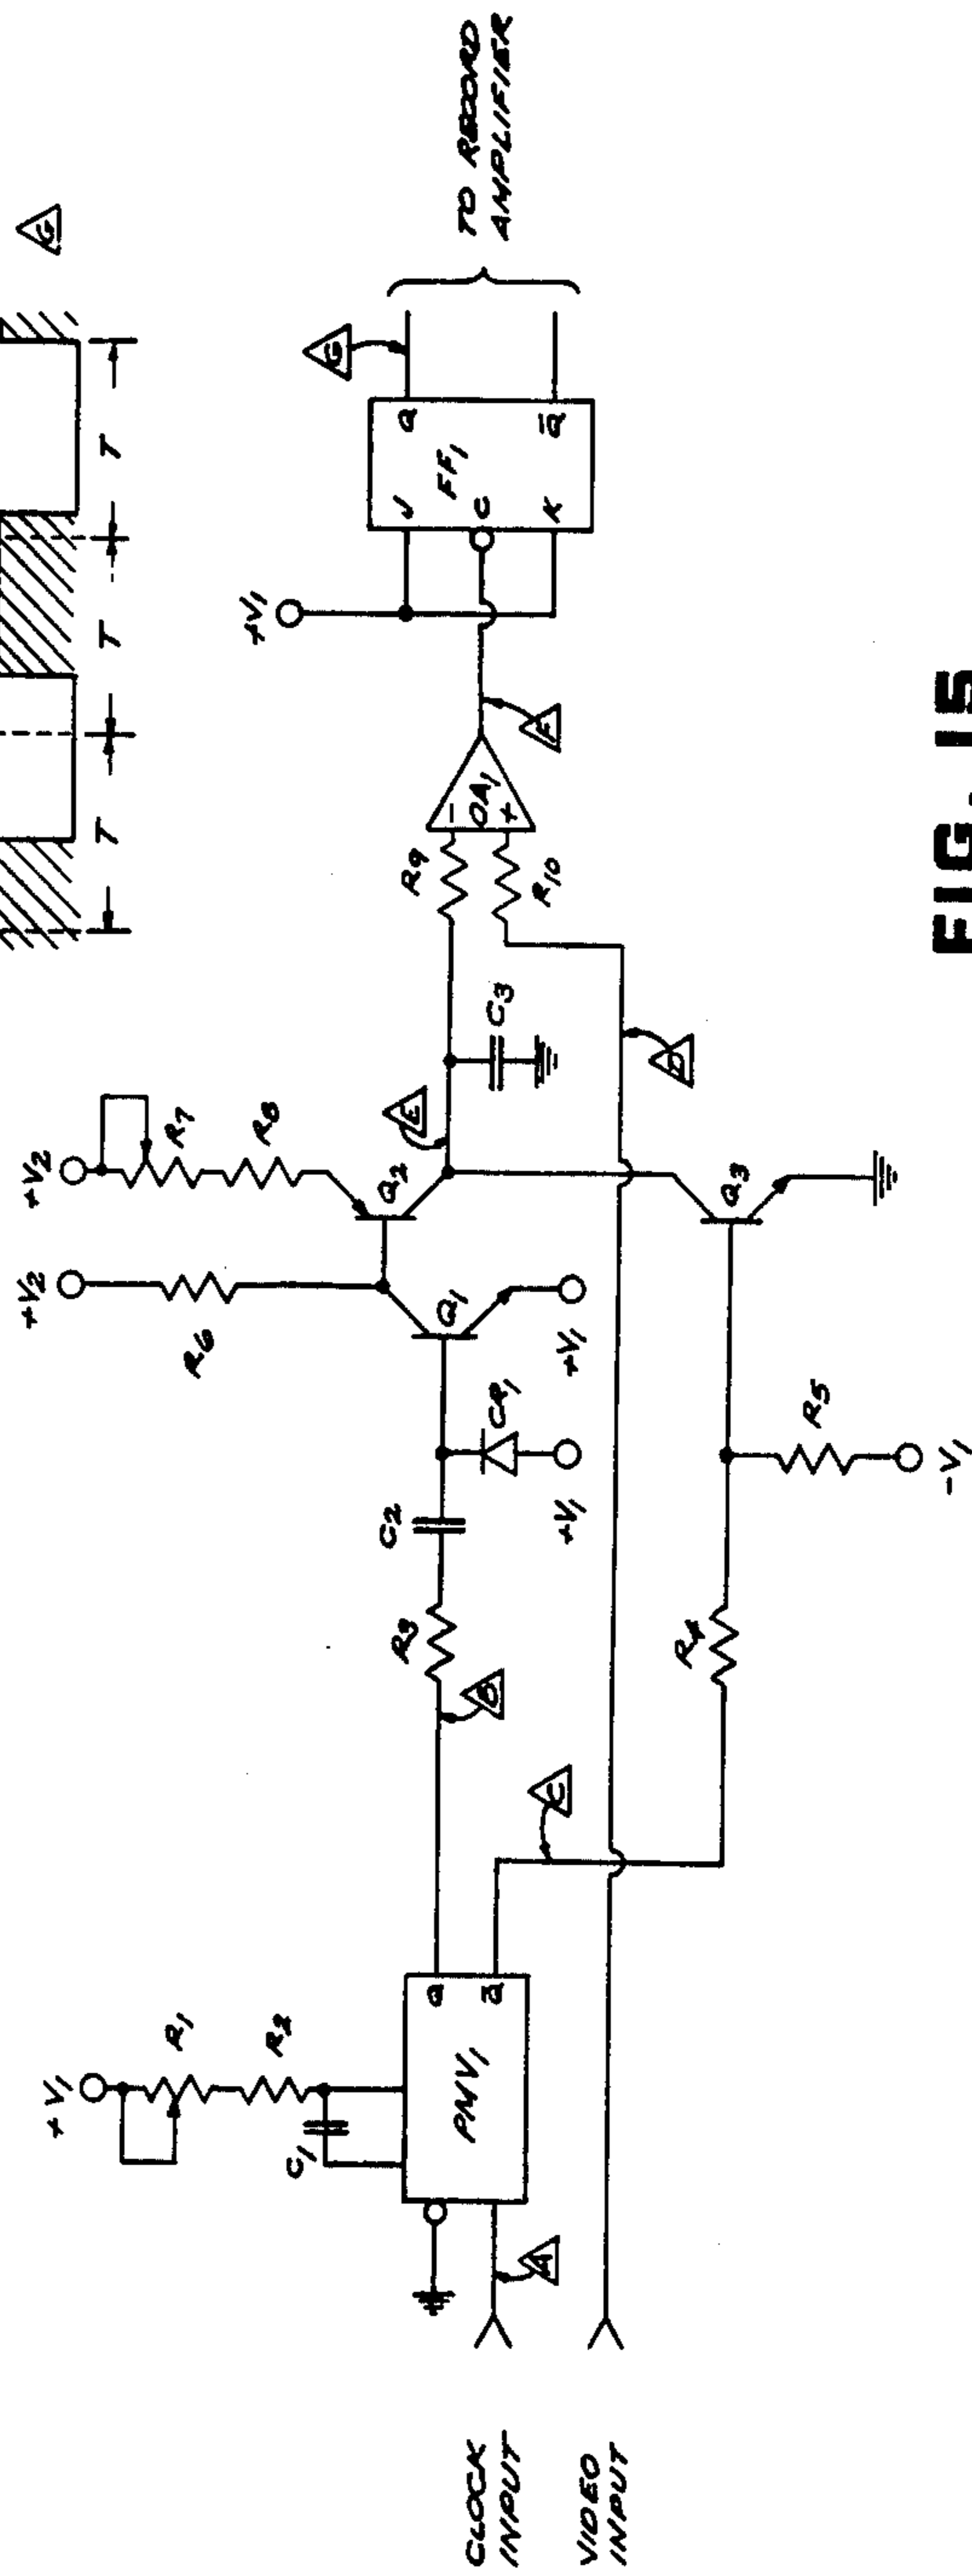 G
T
T
T
+V1
R1
R2
C1
PMV1
Q
Q̅
A
CLOCK
INPUT
VIDEO
INPUT
B
C
R3
C2
CR1
+V1
R4
R5
-V1
+V2
R6
Q1
+V1
+V2
R7
R8
Q2
E
Q3
C3
D
R9
R10
-
OA1
+
F
+V1
J
C
K
FF1
Q
Q̅
G
TO RECORD
AMPLIFIER
FIG. 15